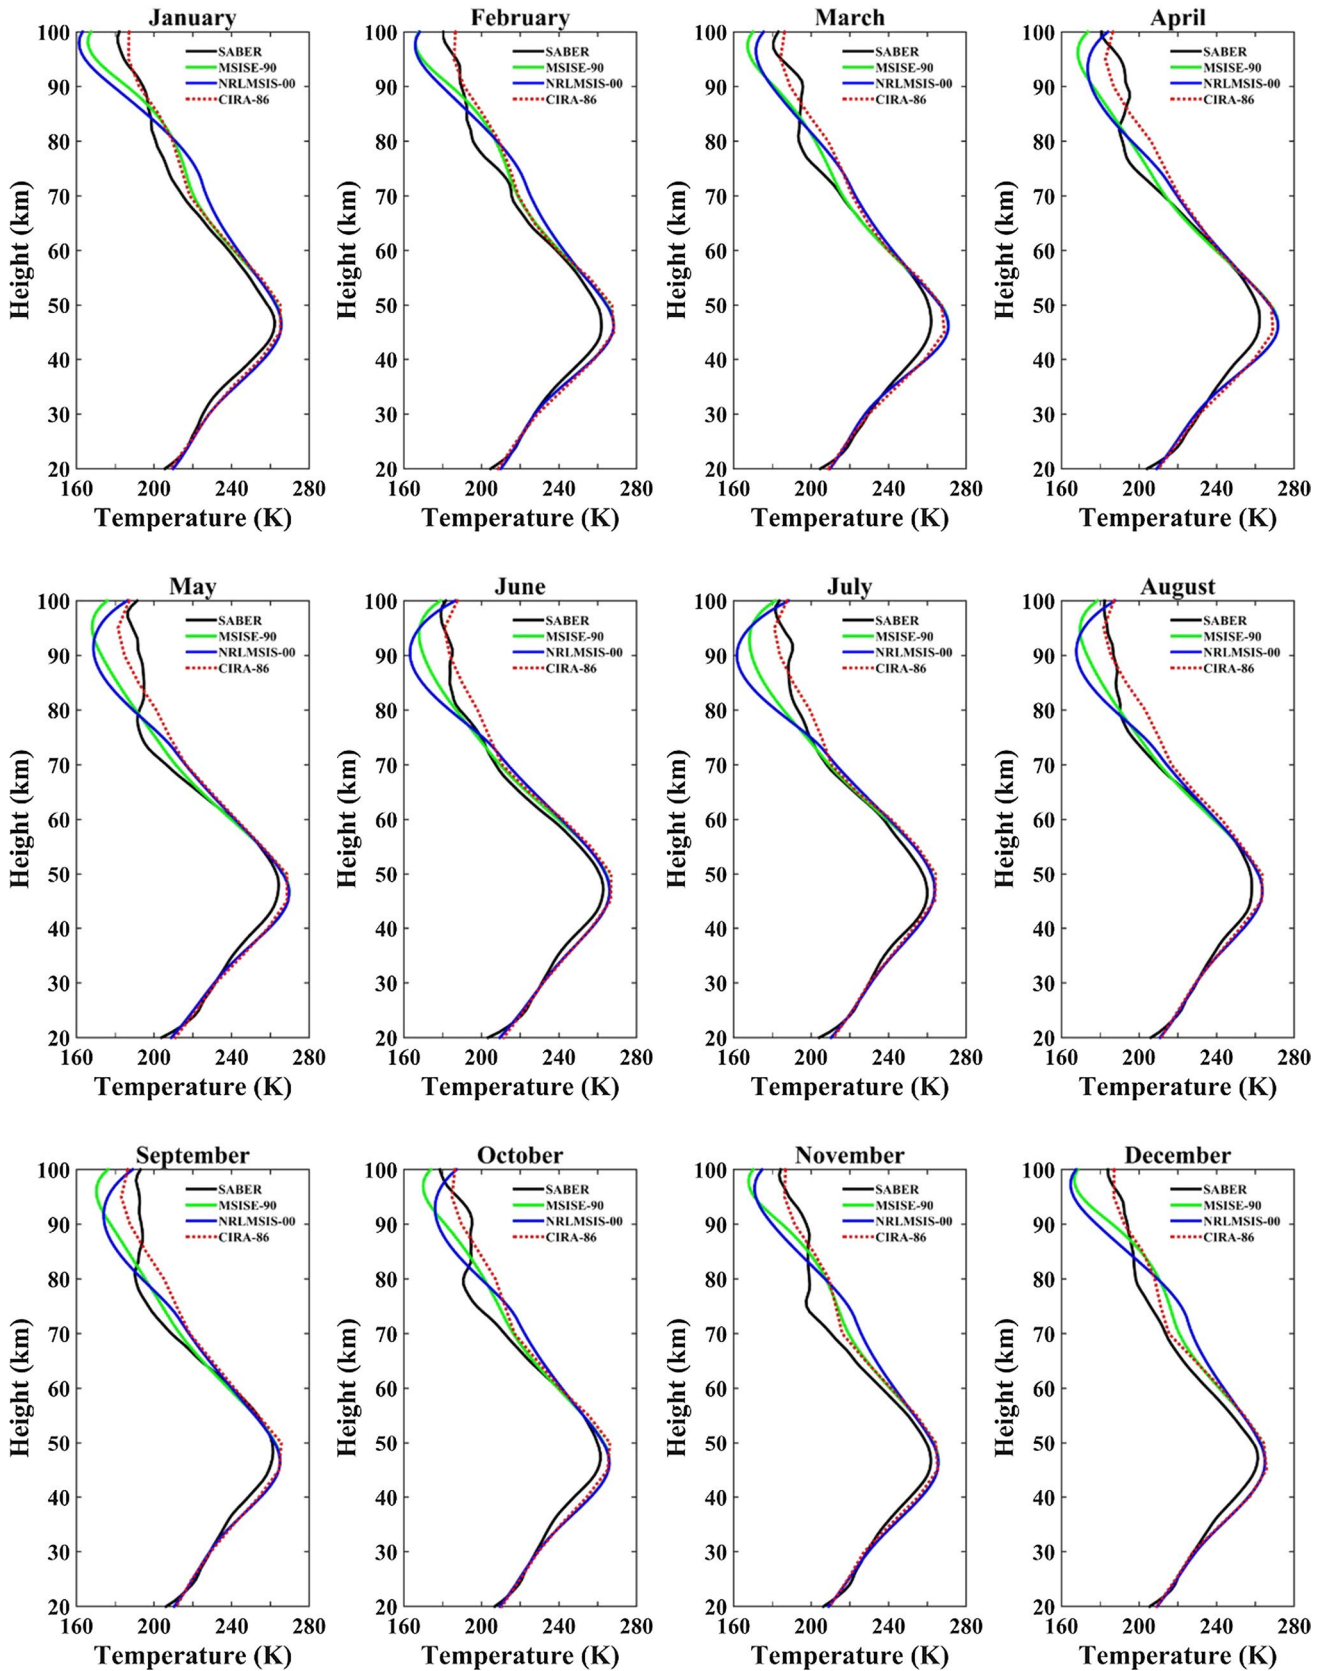 January
February
March
April
100
90
80
70
60
50
40
30
20
Height (km)
SABER
MSISE-90
NRLMSIS-00
CIRA-86
160 200 240 280
Temperature (K)
100
90
80
70
60
50
40
30
20
Height (km)
SABER
MSISE-90
NRLMSIS-00
CIRA-86
160 200 240 280
Temperature (K)
100
90
80
70
60
50
40
30
20
Height (km)
SABER
MSISE-90
NRLMSIS-00
CIRA-86
160 200 240 280
Temperature (K)
100
90
80
70
60
50
40
30
20
Height (km)
SABER
MSISE-90
NRLMSIS-00
CIRA-86
160 200 240 280
Temperature (K)
May
June
July
August
100
90
80
70
60
50
40
30
20
Height (km)
SABER
MSISE-90
NRLMSIS-00
CIRA-86
160 200 240 280
Temperature (K)
100
90
80
70
60
50
40
30
20
Height (km)
SABER
MSISE-90
NRLMSIS-00
CIRA-86
160 200 240 280
Temperature (K)
100
90
80
70
60
50
40
30
20
Height (km)
SABER
MSISE-90
NRLMSIS-00
CIRA-86
160 200 240 280
Temperature (K)
100
90
80
70
60
50
40
30
20
Height (km)
SABER
MSISE-90
NRLMSIS-00
CIRA-86
160 200 240 280
Temperature (K)
September
October
November
December
100
90
80
70
60
50
40
30
20
Height (km)
SABER
MSISE-90
NRLMSIS-00
CIRA-86
160 200 240 280
Temperature (K)
100
90
80
70
60
50
40
30
20
Height (km)
SABER
MSISE-90
NRLMSIS-00
CIRA-86
160 200 240 280
Temperature (K)
100
90
80
70
60
50
40
30
20
Height (km)
SABER
MSISE-90
NRLMSIS-00
CIRA-86
160 200 240 280
Temperature (K)
100
90
80
70
60
50
40
30
20
Height (km)
SABER
MSISE-90
NRLMSIS-00
CIRA-86
160 200 240 280
Temperature (K)